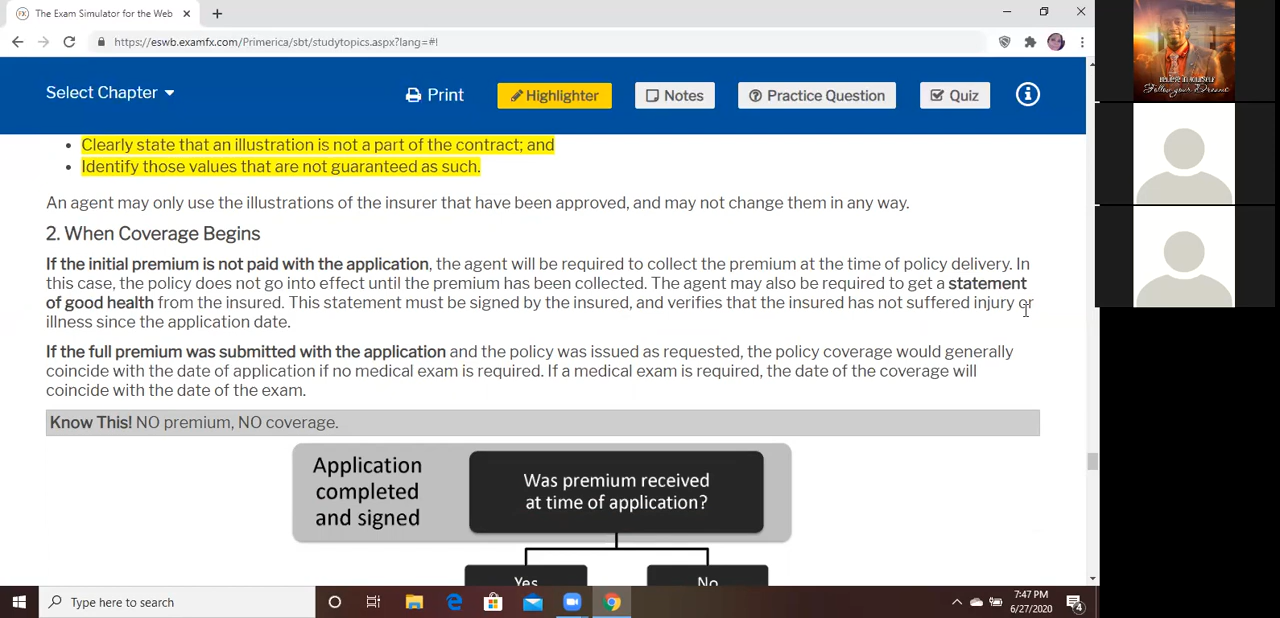 The Exam Simulator for the Web
https://eswb.examfx.com/Primerica/sbt/studytopics.aspx?lang=#!
Select Chapter
Print
Highlighter
Notes
Practice Question
Quiz
Clearly state that an illustration is not a part of the contract; and
Identify those values that are not guaranteed as such.
An agent may only use the illustrations of the insurer that have been approved, and may not change them in any way.
2. When Coverage Begins
If the initial premium is not paid with the application, the agent will be required to collect the premium at the time of policy delivery. In
this case, the policy does not go into effect until the premium has been collected. The agent may also be required to get a statement
of good health from the insured. This statement must be signed by the insured, and verifies that the insured has not suffered injury or
illness since the application date.
If the full premium was submitted with the application and the policy was issued as requested, the policy coverage would generally
coincide with the date of application if no medical exam is required. If a medical exam is required, the date of the coverage will
coincide with the date of the exam.
Know This! NO premium, NO coverage.
Application
completed
and signed
Was premium received
at time of application?
Yes
No
Type here to search
7:47 PM
6/27/2020
4
BELIEVE IN YOURSELF
Follow your Dreams